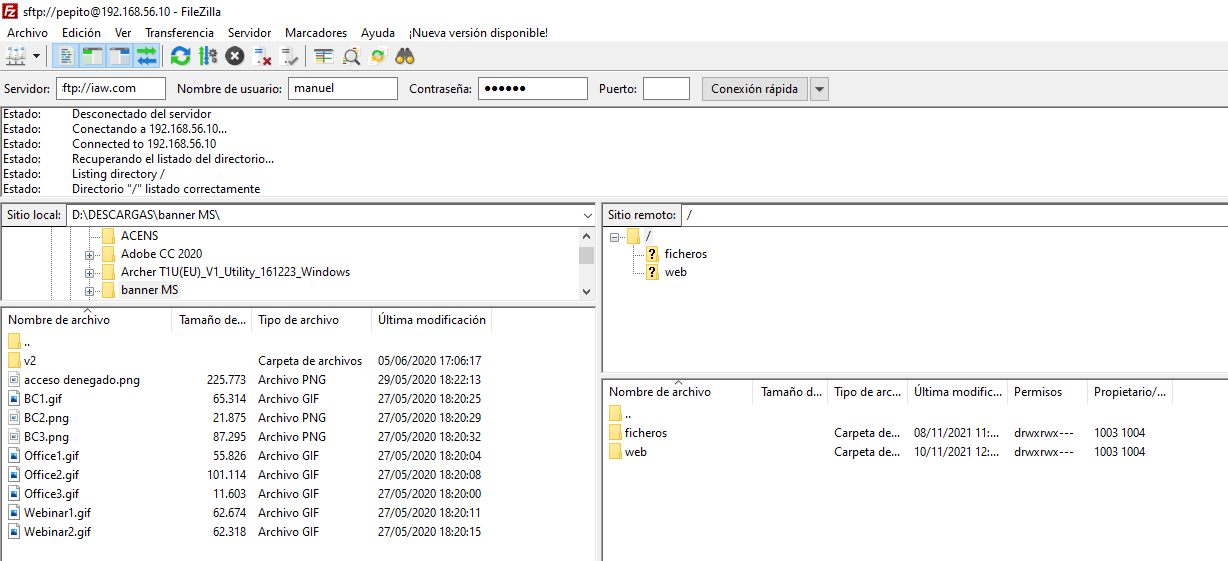 sftp://pepito@192.168.56.10 - FileZilla
Archivo Edición Ver Transferencia Servidor Marcadores Ayuda ¡Nueva versión disponible!
Servidor: ftp://iaw.com Nombre de usuario: manuel Contraseña: ●●●●●● Puerto: Conexión rápida
Estado: Desconectado del servidor
Estado: Conectando a 192.168.56.10...
Estado: Connected to 192.168.56.10
Estado: Recuperando el listado del directorio...
Estado: Listing directory /
Estado: Directorio "/" listado correctamente
Sitio local: D:\DESCARGAS\banner MS\
ACENS
Adobe CC 2020
Archer T1U(EU)_V1_Utility_161223_Windows
banner MS
Nombre de archivo Tamaño de... Tipo de archivo Última modificación
..
v2 Carpeta de archivos 05/06/2020 17:06:17
acceso denegado.png 225.773 Archivo PNG 29/05/2020 18:22:13
BC1.gif 65.314 Archivo GIF 27/05/2020 18:20:25
BC2.png 21.875 Archivo PNG 27/05/2020 18:20:29
BC3.png 87.295 Archivo PNG 27/05/2020 18:20:32
Office1.gif 55.826 Archivo GIF 27/05/2020 18:20:04
Office2.gif 101.114 Archivo GIF 27/05/2020 18:20:08
Office3.gif 11.603 Archivo GIF 27/05/2020 18:20:00
Webinar1.gif 62.674 Archivo GIF 27/05/2020 18:20:11
Webinar2.gif 62.318 Archivo GIF 27/05/2020 18:20:15
Sitio remoto: /
/
? ficheros
? web
Nombre de archivo Tamaño d... Tipo de arc... Última modific... Permisos Propietario/...
..
ficheros Carpeta de... 08/11/2021 11:... drwxrwx--- 1003 1004
web Carpeta de... 10/11/2021 12:... drwxrwx--- 1003 1004